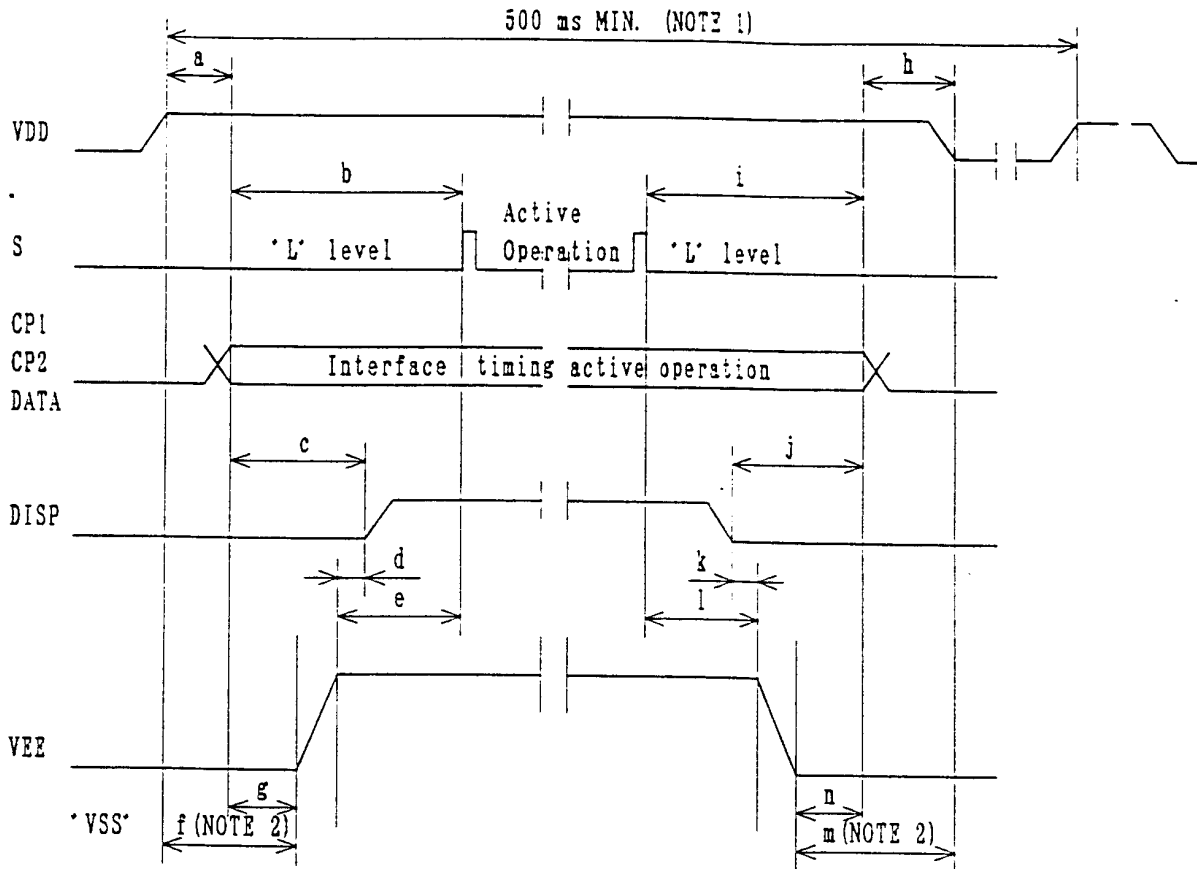 500 ms MIN. (NOTE 1)
a
h
VDD
b
i
Active
Operation
S
"L" level
"L" level
CP1
CP2
DATA
Interface timing active operation
c
j
DISP
d
k
e
l
VEE
g
n
"VSS"
f (NOTE 2)
m (NOTE 2)